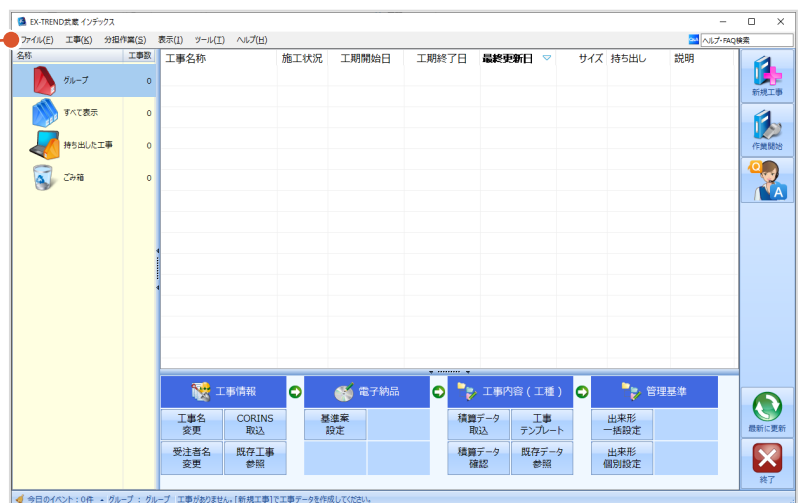 EX-TREND武蔵 インデックス
ファイル(F) 工事(K) 分担作業(S) 表示(I) ツール(T) ヘルプ(H)
Q&A ヘルプ・FAQ検索
名称 工事数
グループ 0
すべて表示 0
持ち出した工事 0
ごみ箱 0
工事名称 施工状況 工期開始日 工期終了日 最終更新日 サイズ 持ち出し 説明
新規工事
作業開始
Q
A
工事情報 電子納品 工事内容(工種) 管理基準
工事名
変更
CORINS
取込
基準案
設定
積算データ
取込
工事
テンプレート
出来形
一括設定
受注者名
変更
既存工事
参照
積算データ
確認
既存データ
参照
出来形
個別設定
最新に更新
終了
今日のイベント:0件 グループ : グループ 工事がありません。「新規工事」で工事データを作成してください。